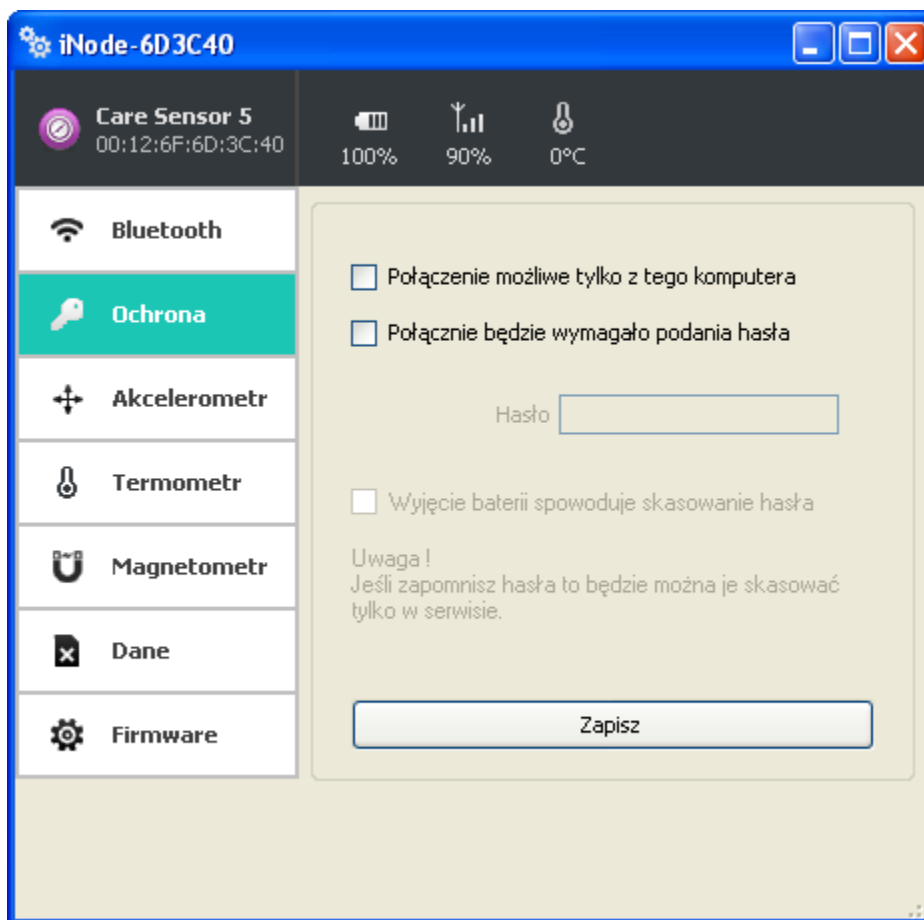 iNode-6D3C40
Care Sensor 5
00:12:6F:6D:3C:40
100%
90%
0°C
Bluetooth
Ochrona
Akcelerometr
Termometr
Magnetometr
Dane
Firmware
Połączenie możliwe tylko z tego komputera
Połącznie będzie wymagało podania hasła
Hasło
Wyjęcie baterii spowoduje skasowanie hasła
Uwaga !
Jeśli zapomnisz hasła to będzie można je skasować
tylko w serwisie.
Zapisz